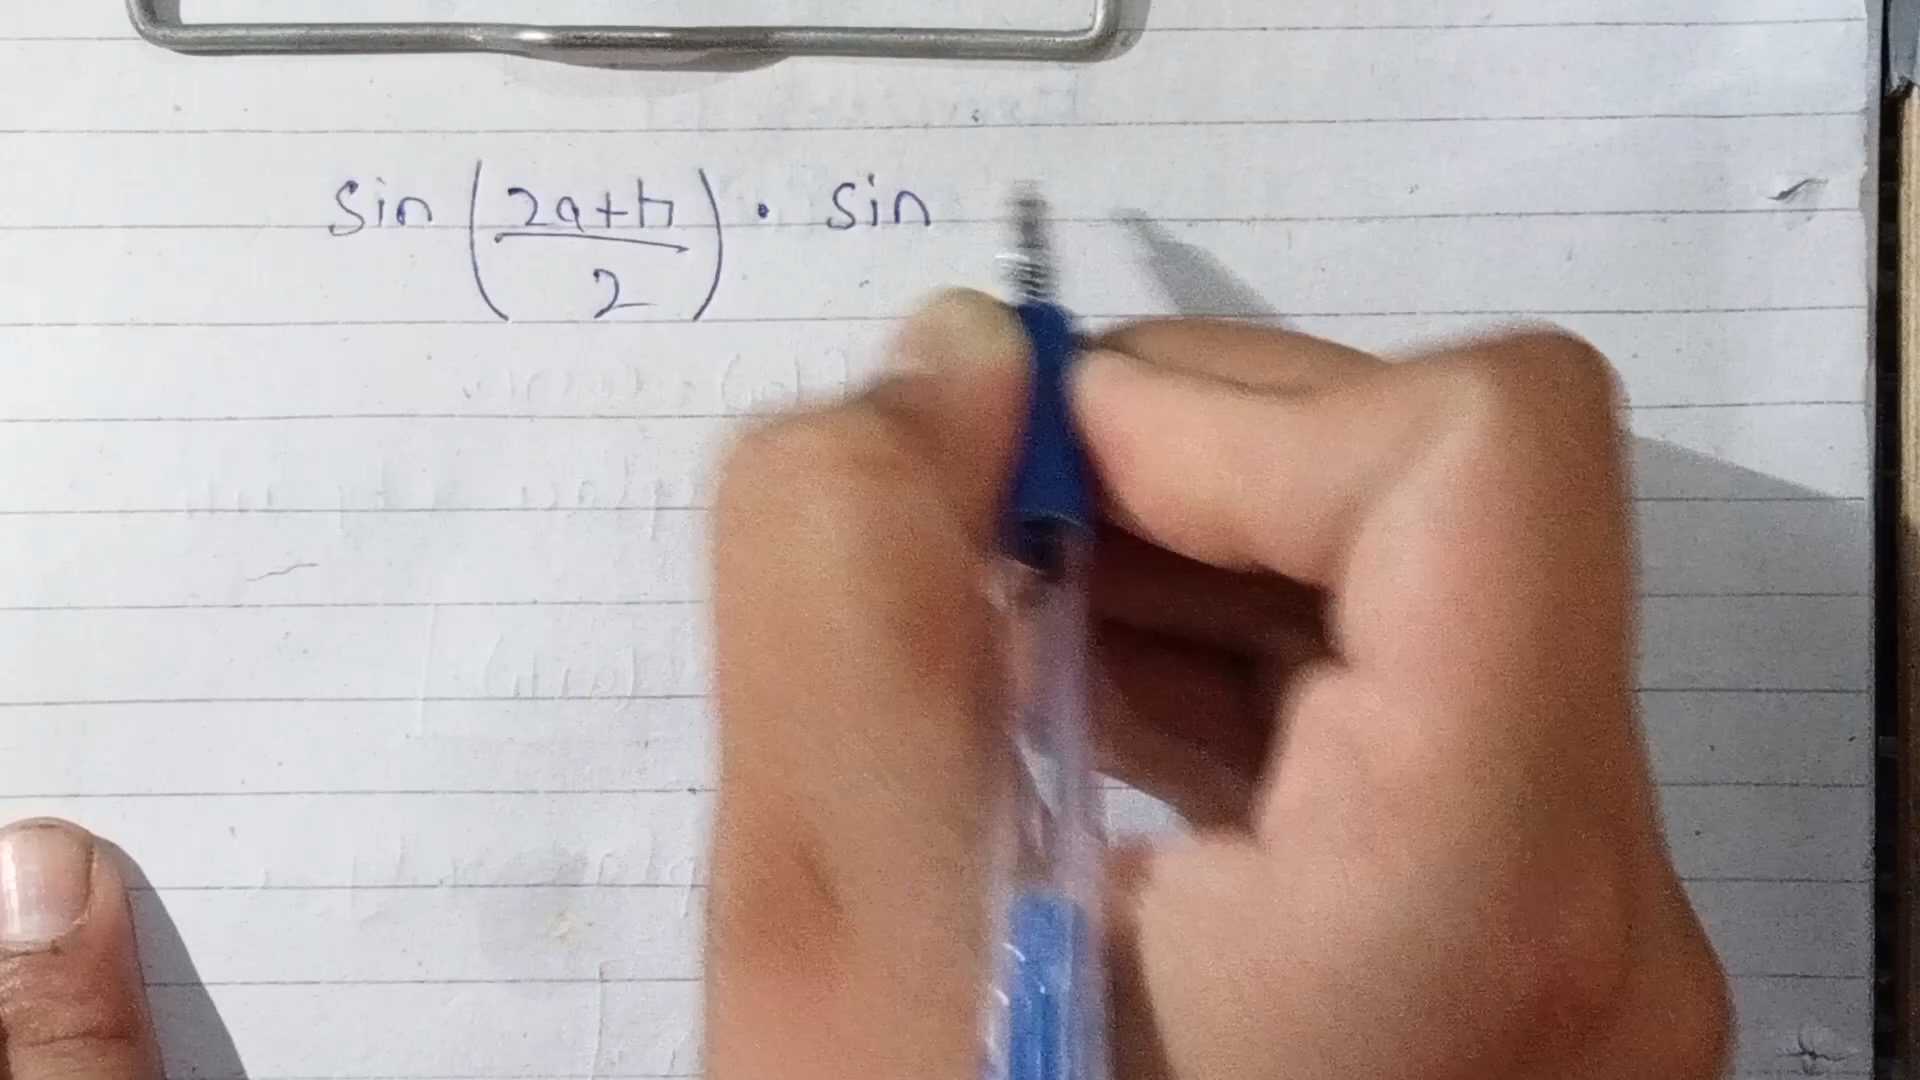 sin (2a+h/2) · sin